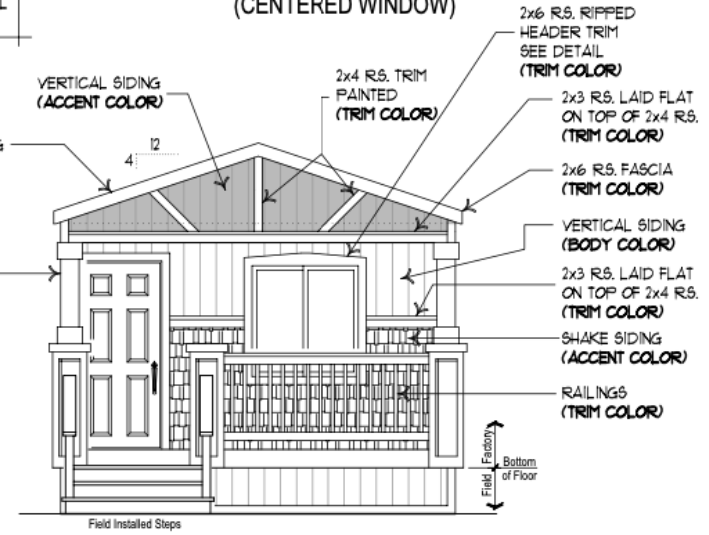 (CENTERED WINDOW)
2x6 R.S. RIPPED
HEADER TRIM
SEE DETAIL
(TRIM COLOR)
VERTICAL SIDING
(ACCENT COLOR)
2x4 R.S. TRIM
PAINTED
(TRIM COLOR)
2x3 R.S. LAID FLAT
ON TOP OF 2x4 R.S.
(TRIM COLOR)
12
4
2x6 R.S. FASCIA
(TRIM COLOR)
VERTICAL SIDING
(BODY COLOR)
2x3 R.S. LAID FLAT
ON TOP OF 2x4 R.S.
(TRIM COLOR)
SHAKE SIDING
(ACCENT COLOR)
RAILINGS
(TRIM COLOR)
Factory
Field
Bottom
of Floor
Field Installed Steps